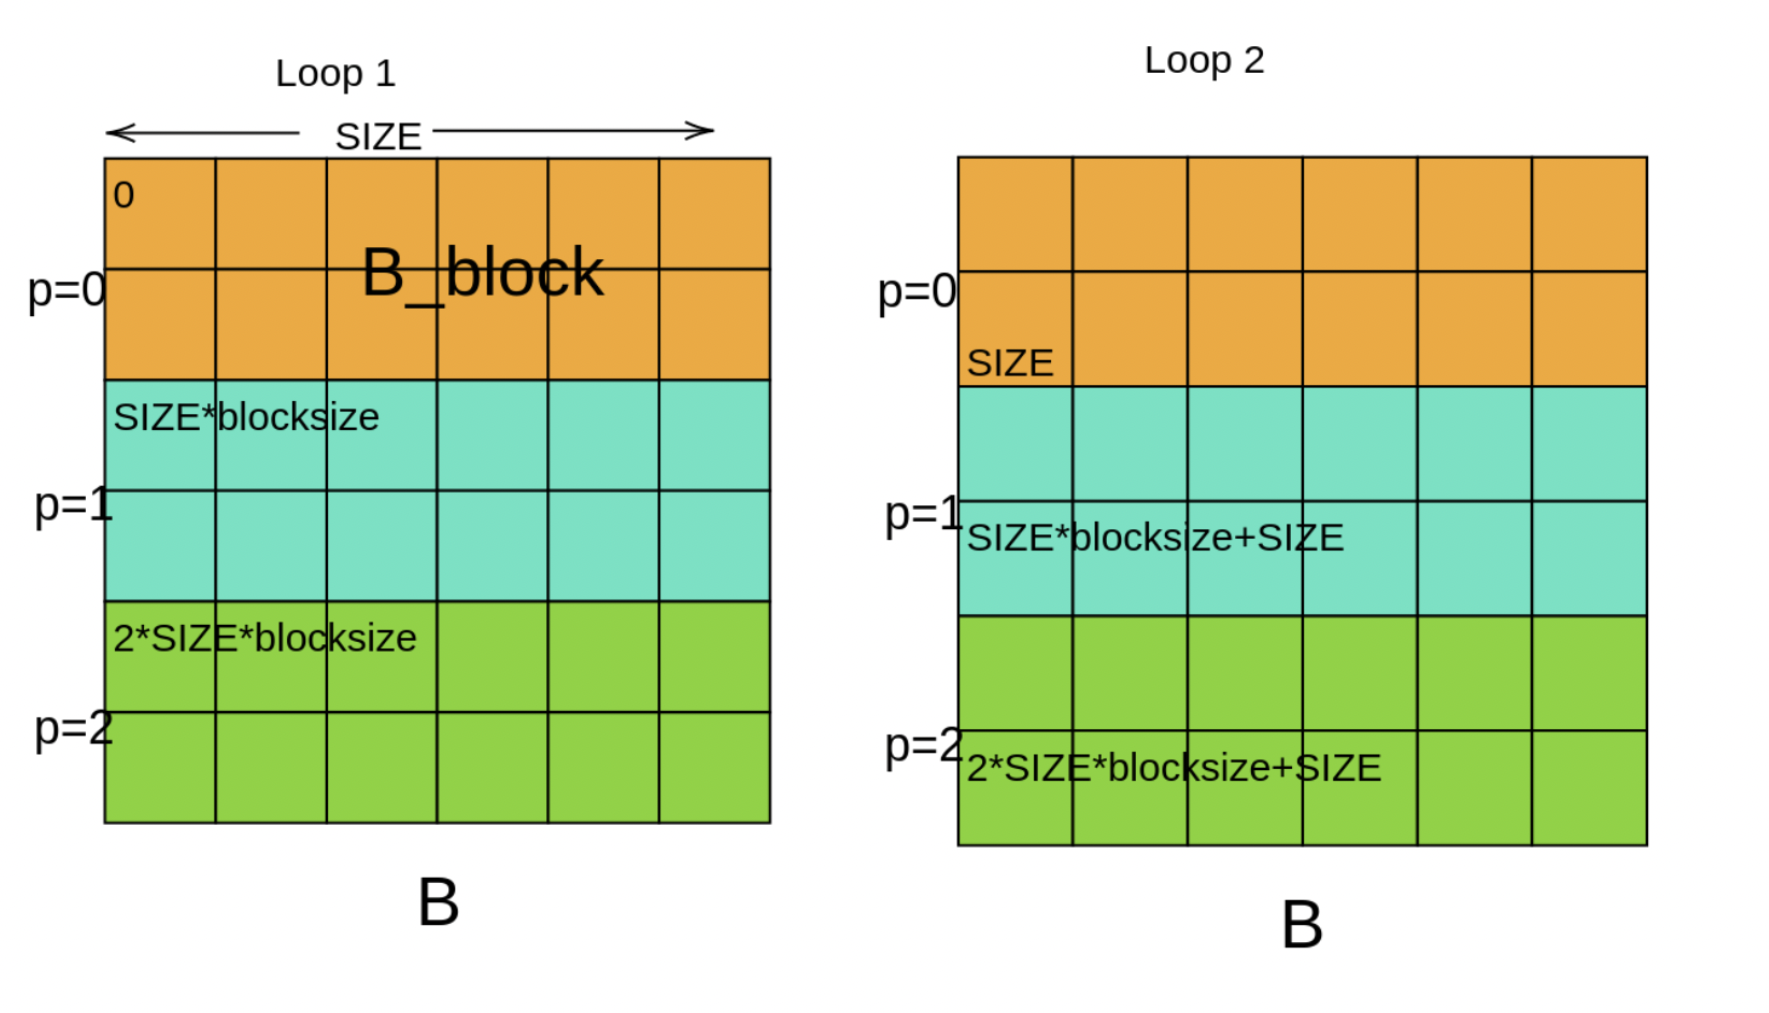 Loop 1
SIZE
0
B_block
p=0
SIZE*blocksize
p=1
2*SIZE*blocksize
p=2
B
Loop 2
p=0
SIZE
p=1
SIZE*blocksize+SIZE
p=2
2*SIZE*blocksize+SIZE
B